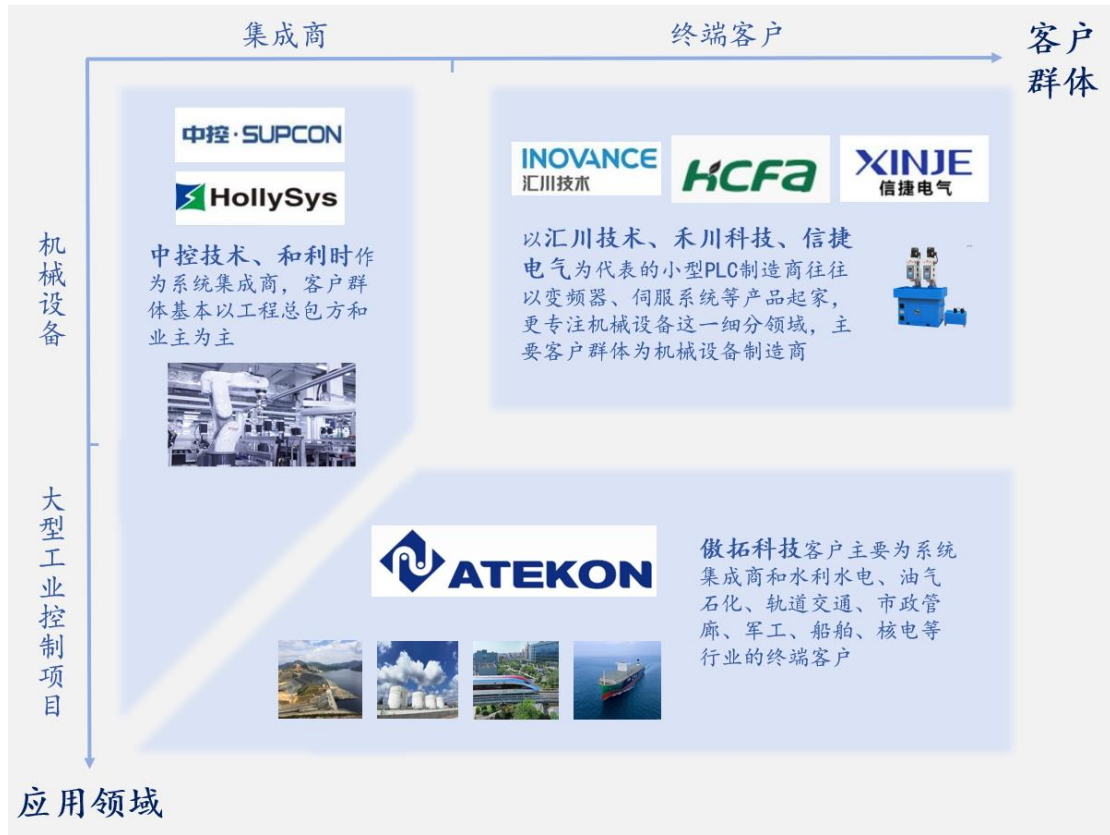 集成商
终端客户
客户
群体
中控·SUPCON
HollySys
中控技术、和利时作
为系统集成商，客户群
体基本以工程总包方和
业主为主
INOVANCE
汇川技术
HCFa
XINJE
信捷电气
以汇川技术、禾川科技、信捷
电气为代表的小型PLC制造商往往
以变频器、伺服系统等产品起家，
更专注机械设备这一细分领域，主
要客户群体为机械设备制造商
机械设备
大型工业控制项目
ATEKON
傲拓科技客户主要为系统
集成商和水利水电、油气
石化、轨道交通、市政管
廊、军工、船舶、核电等
行业的终端客户
应用领域